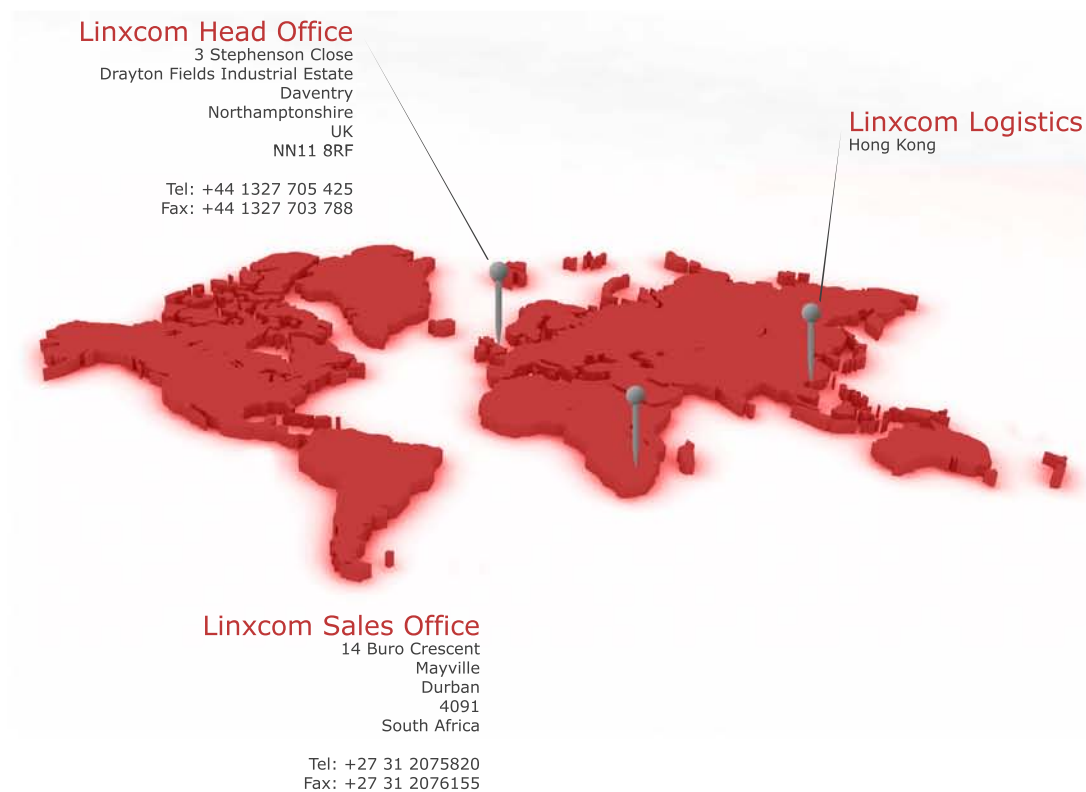 Linxcom Head Office
3 Stephenson Close
Drayton Fields Industrial Estate
Daventry
Northamptonshire
UK
NN11 8RF
Tel: +44 1327 705 425
Fax: +44 1327 703 788
Linxcom Logistics
Hong Kong
Linxcom Sales Office
14 Buro Crescent
Mayville
Durban
4091
South Africa
Tel: +27 31 2075820
Fax: +27 31 2076155